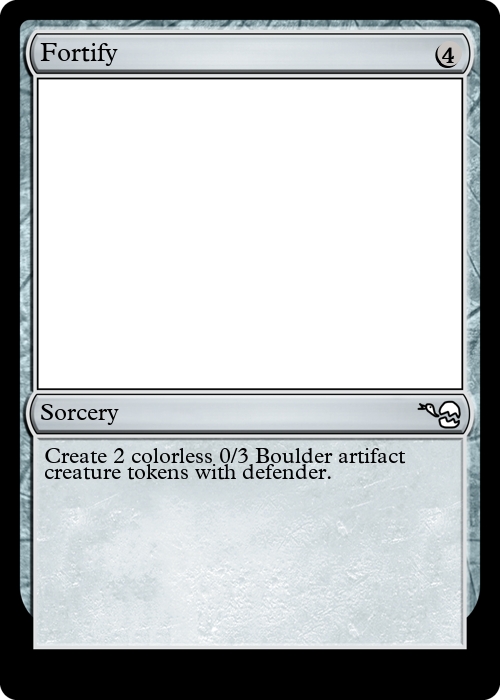 Fortify 4
Sorcery
Create 2 colorless 0/3 Boulder artifact
creature tokens with defender.